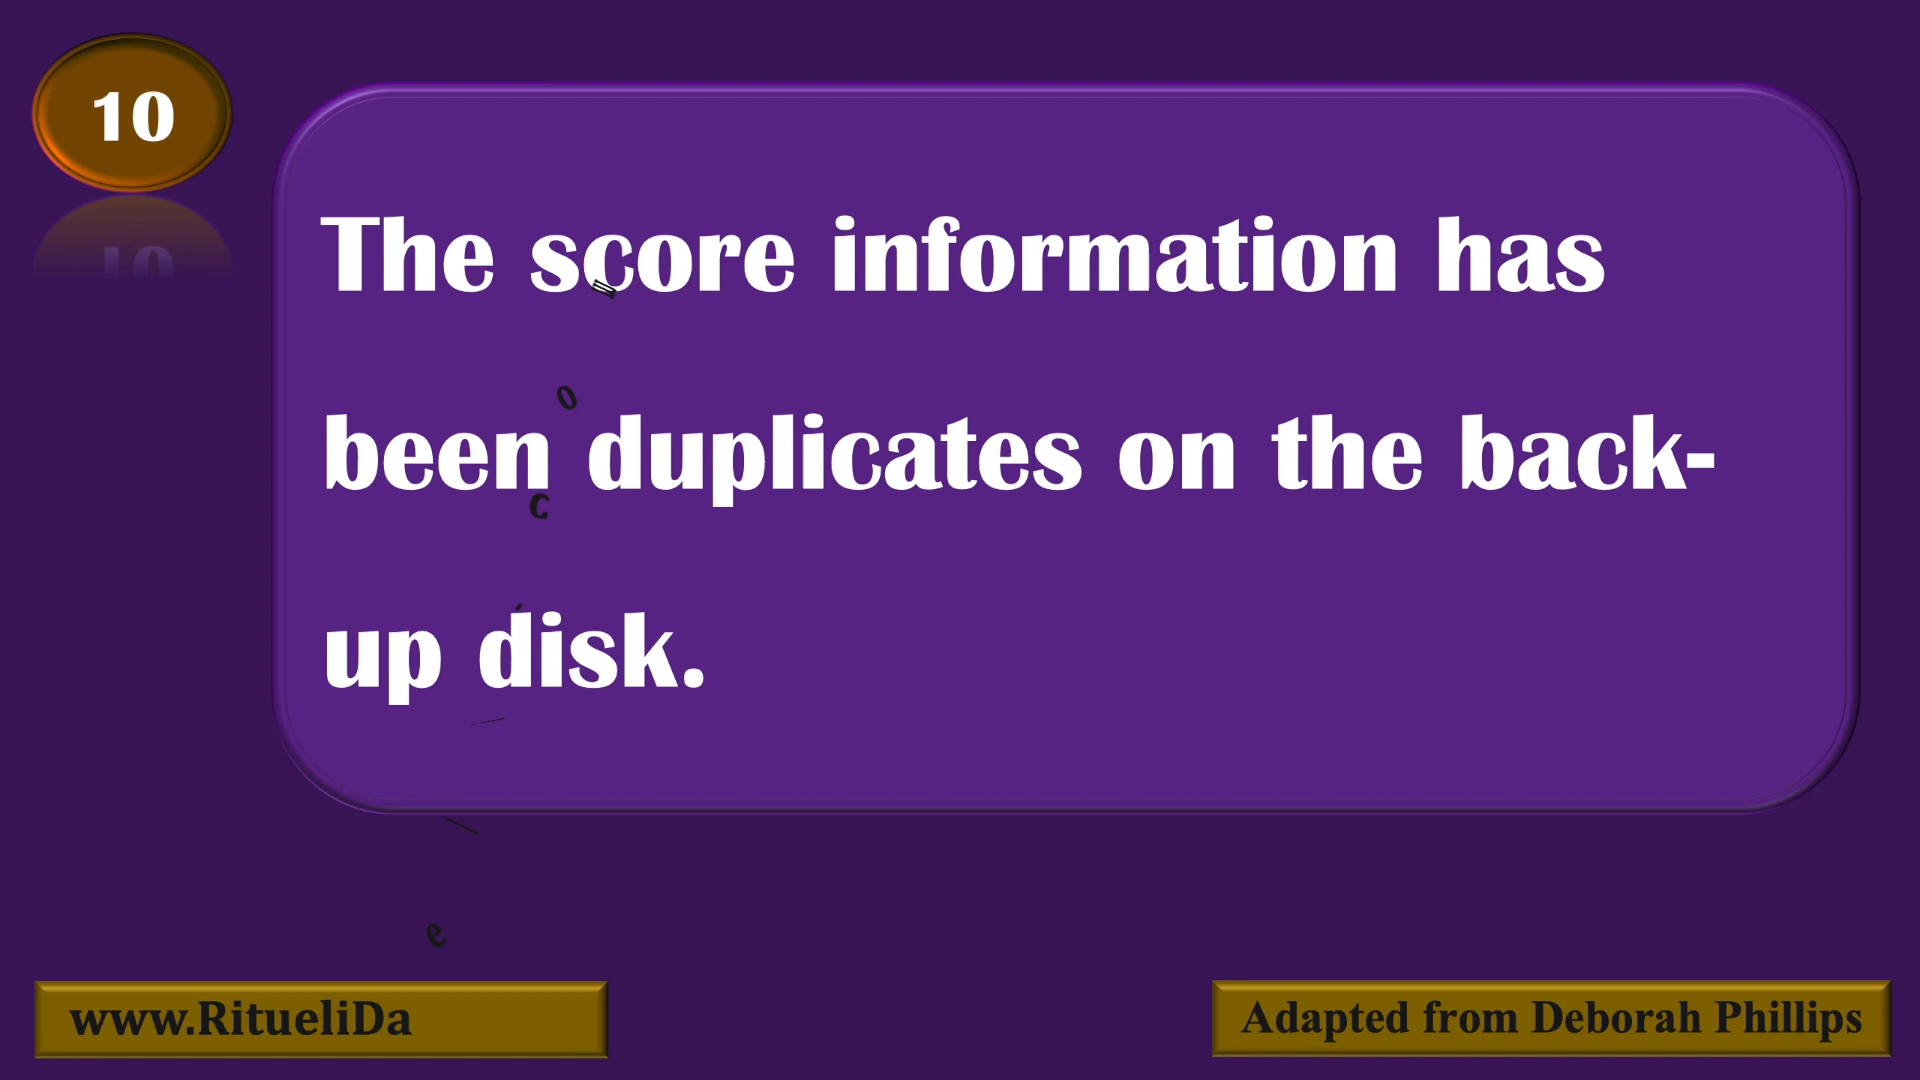 10
The score information has
been duplicates on the back-
up disk.
www.RitueliDa
Adapted from Deborah Phillips